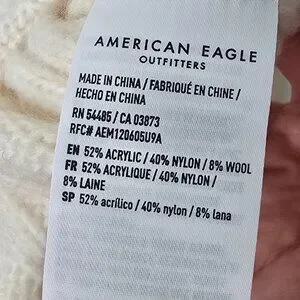 AMERICAN EAGLE
OUTFITTERS
MADE IN CHINA / FABRIQUÉ EN CHINE /
HECHO EN CHINA
RN 54485 / CA 03873
RFC# AEM120605U9A
EN 52% ACRYLIC / 40% NYLON / 8% WOOL
FR 52% ACRYLIQUE / 40% NYLON /
8% LAINE
SP 52% acrílico / 40% nylon / 8% lana